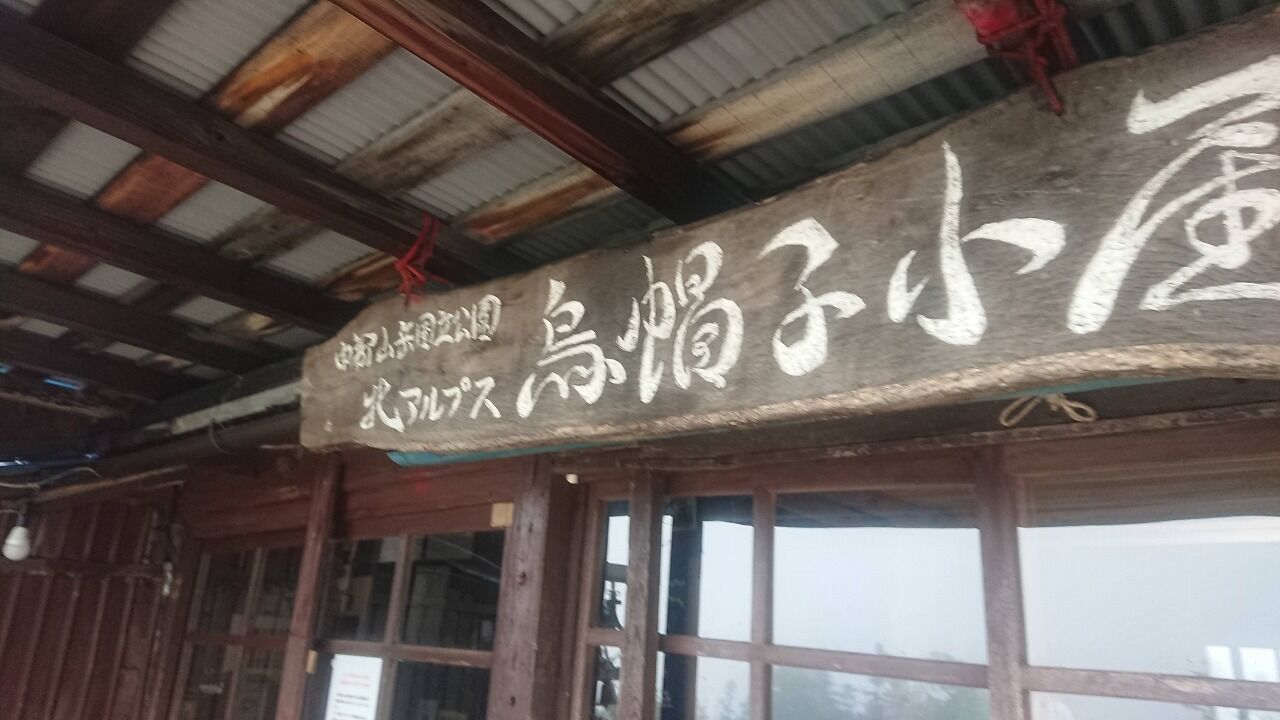 中部山岳国立公園
北アルプス
烏帽子小屋